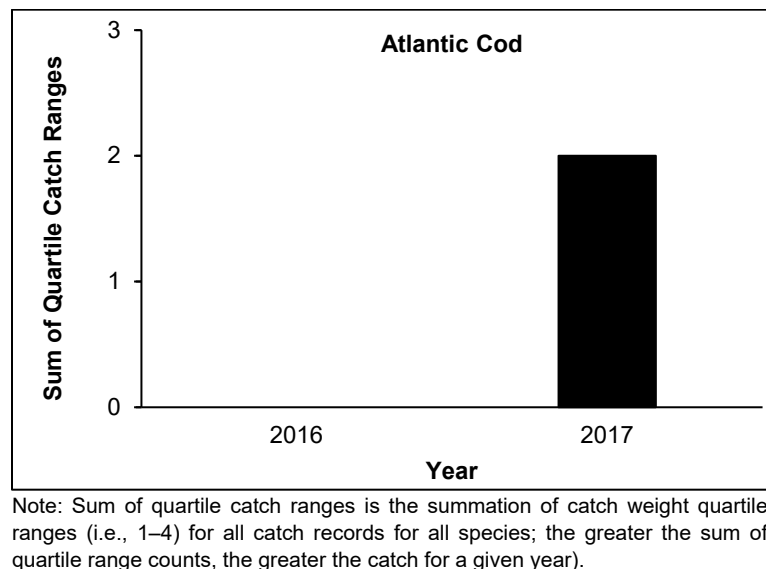 Atlantic Cod
Sum of Quartile Catch Ranges
3
2
1
0
2016 2017
Year
Note: Sum of quartile catch ranges is the summation of catch weight quartile
ranges (i.e., 1–4) for all catch records for all species; the greater the sum of
quartile range counts, the greater the catch for a given year).